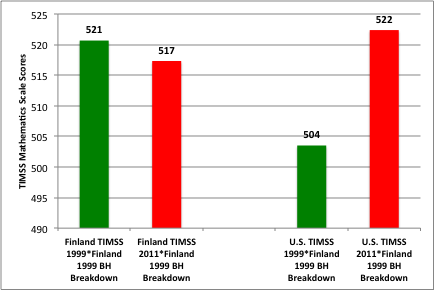 525
520
515
510
505
500
495
490
TIMSS Mathematics Scale Scores
521
517
504
522
Finland TIMSS
1999*Finland
1999 BH
Breakdown
Finland TIMSS
2011*Finland
1999 BH
Breakdown
U.S. TIMSS
1999*Finland
1999 BH
Breakdown
U.S. TIMSS
2011*Finland
1999 BH
Breakdown